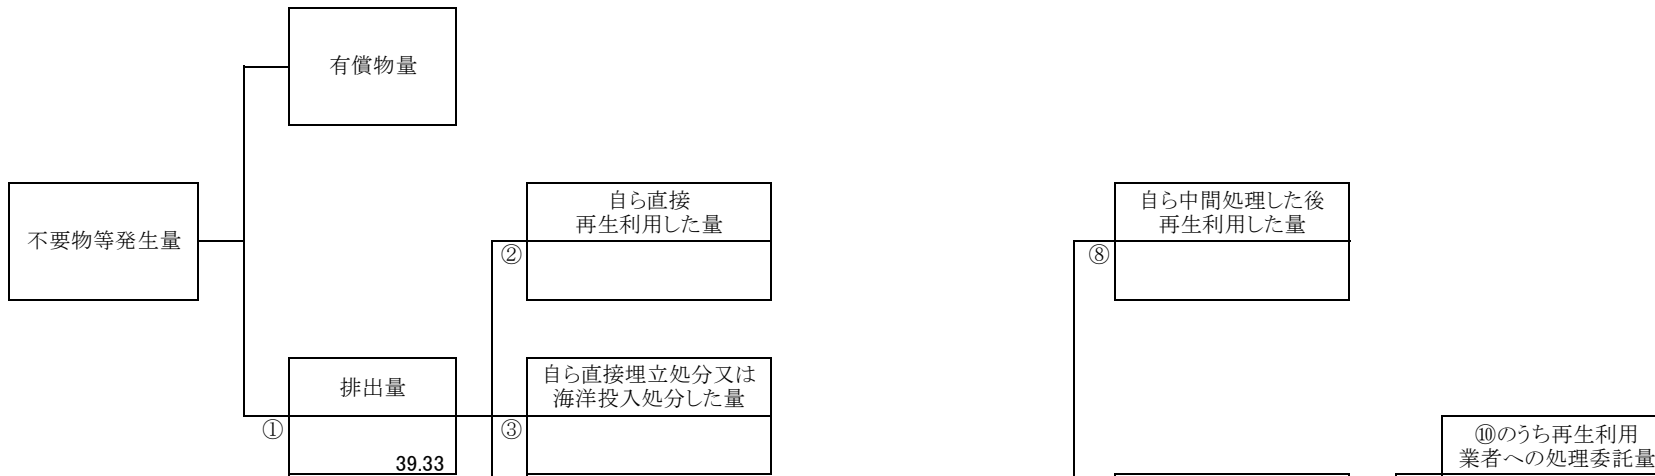 有償物量
不要物等発生量
自ら直接
再生利用した量
②
自ら中間処理した後
再生利用した量
⑧
排出量
①
39.33
自ら直接埋立処分又は
海洋投入処分した量
③
⑩のうち再生利用
業者への処理委託量